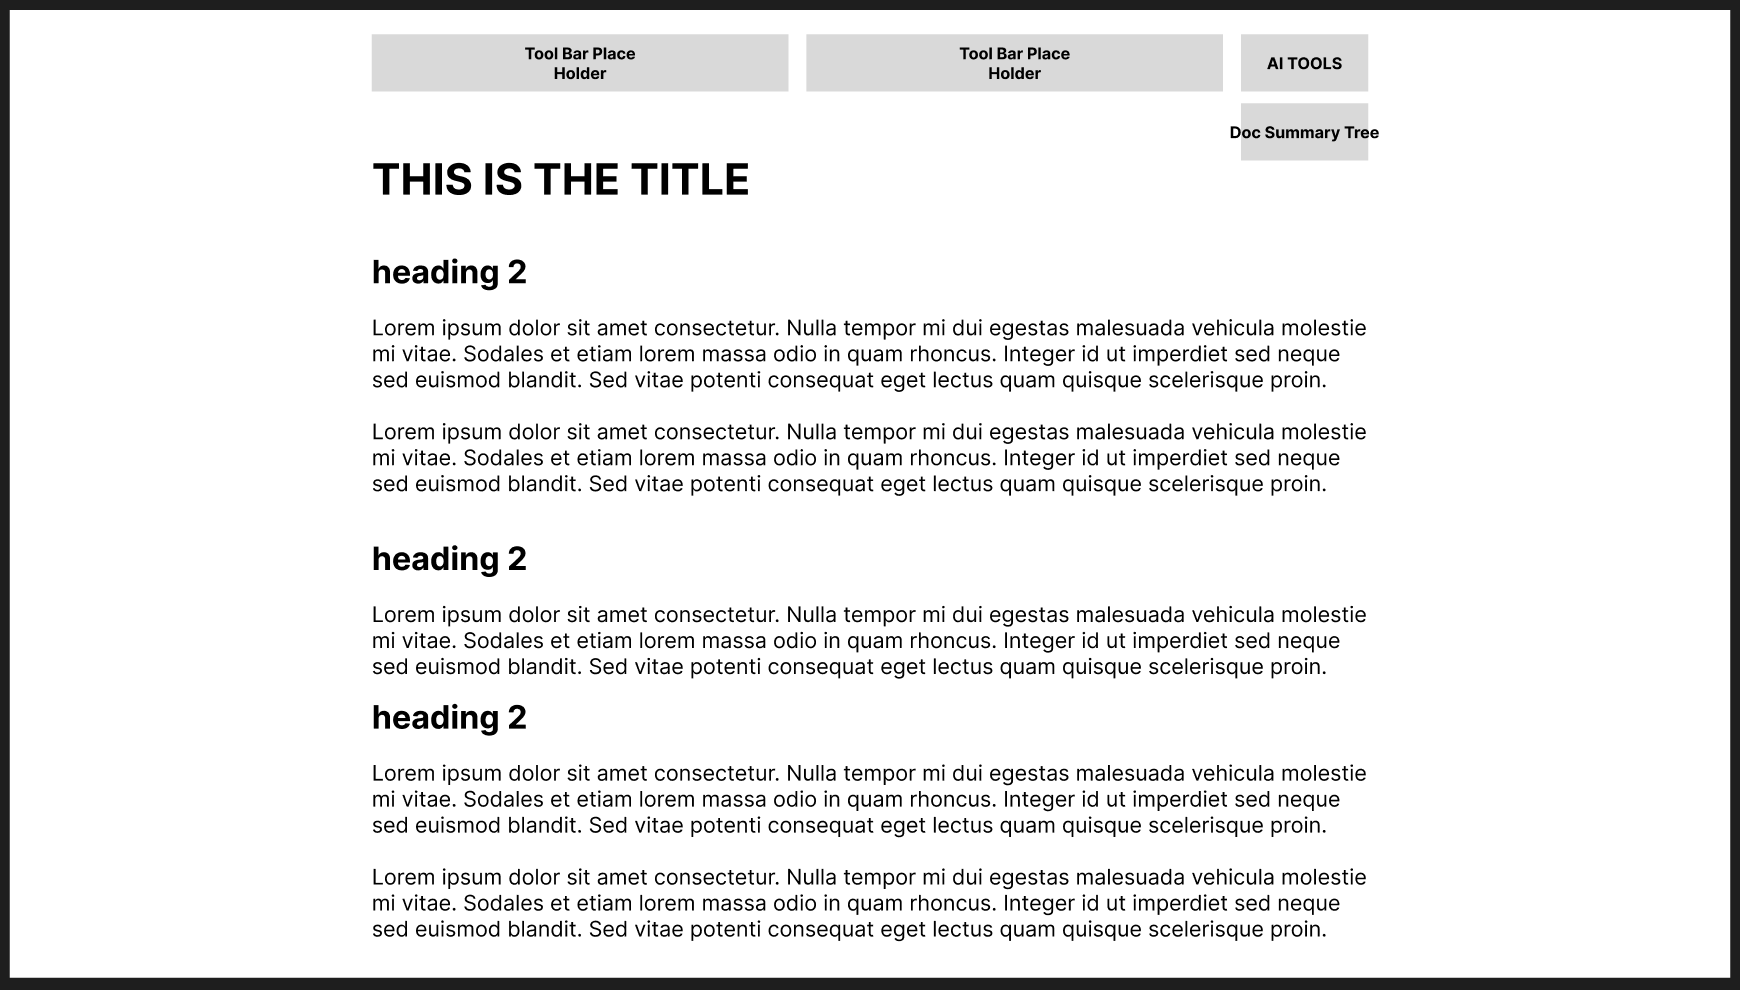 Tool Bar Place
Holder
Tool Bar Place
Holder
AI TOOLS
Doc Summary Tree
THIS IS THE TITLE
heading 2
Lorem ipsum dolor sit amet consectetur. Nulla tempor mi dui egestas malesuada vehicula molestie
mi vitae. Sodales et etiam lorem massa odio in quam rhoncus. Integer id ut imperdiet sed neque
sed euismod blandit. Sed vitae potenti consequat eget lectus quam quisque scelerisque proin.
Lorem ipsum dolor sit amet consectetur. Nulla tempor mi dui egestas malesuada vehicula molestie
mi vitae. Sodales et etiam lorem massa odio in quam rhoncus. Integer id ut imperdiet sed neque
sed euismod blandit. Sed vitae potenti consequat eget lectus quam quisque scelerisque proin.
heading 2
Lorem ipsum dolor sit amet consectetur. Nulla tempor mi dui egestas malesuada vehicula molestie
mi vitae. Sodales et etiam lorem massa odio in quam rhoncus. Integer id ut imperdiet sed neque
sed euismod blandit. Sed vitae potenti consequat eget lectus quam quisque scelerisque proin.
heading 2
Lorem ipsum dolor sit amet consectetur. Nulla tempor mi dui egestas malesuada vehicula molestie
mi vitae. Sodales et etiam lorem massa odio in quam rhoncus. Integer id ut imperdiet sed neque
sed euismod blandit. Sed vitae potenti consequat eget lectus quam quisque scelerisque proin.
Lorem ipsum dolor sit amet consectetur. Nulla tempor mi dui egestas malesuada vehicula molestie
mi vitae. Sodales et etiam lorem massa odio in quam rhoncus. Integer id ut imperdiet sed neque
sed euismod blandit. Sed vitae potenti consequat eget lectus quam quisque scelerisque proin.